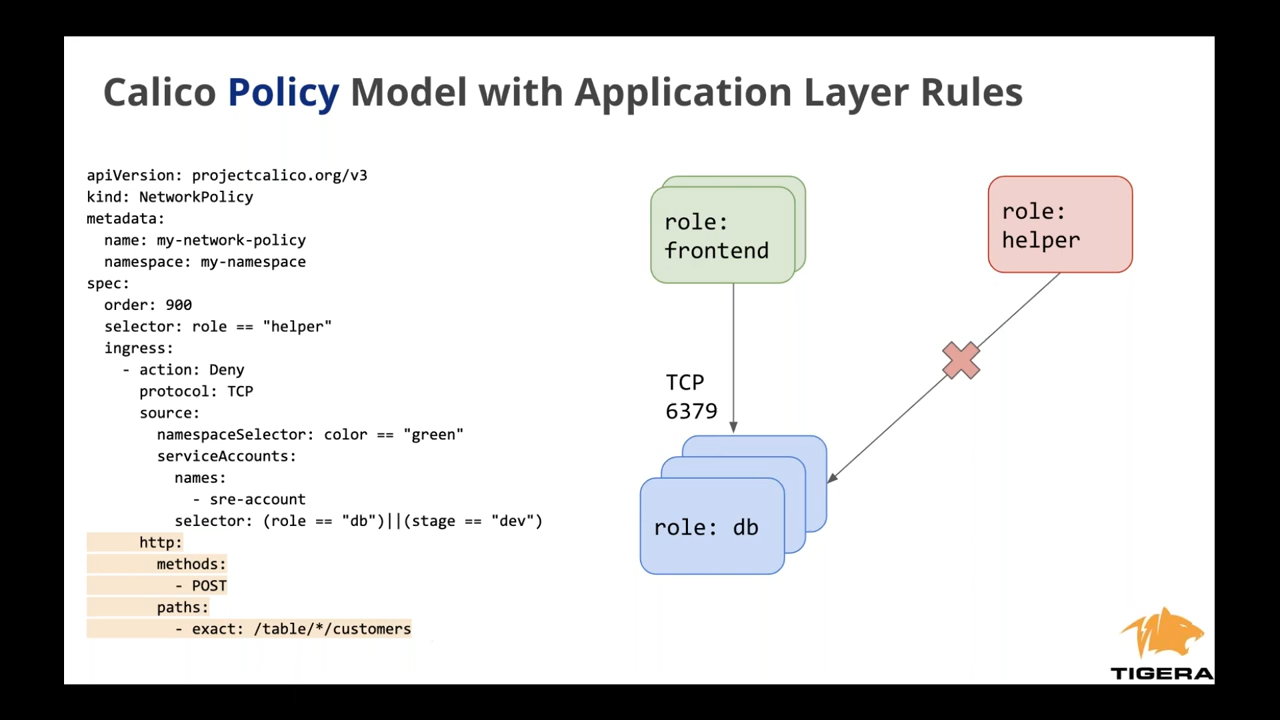 Calico Policy Model with Application Layer Rules
apiVersion: projectcalico.org/v3
kind: NetworkPolicy
metadata:
  name: my-network-policy
  namespace: my-namespace
spec:
  order: 900
  selector: role == "helper"
  ingress:
    - action: Deny
      protocol: TCP
      source:
        namespaceSelector: color == "green"
        serviceAccounts:
          names:
            - sre-account
          selector: (role == "db")||(stage == "dev")
      http:
        methods:
          - POST
        paths:
          - exact: /table/*/customers
role:
frontend
role:
helper
TCP
6379
role: db
TIGERA